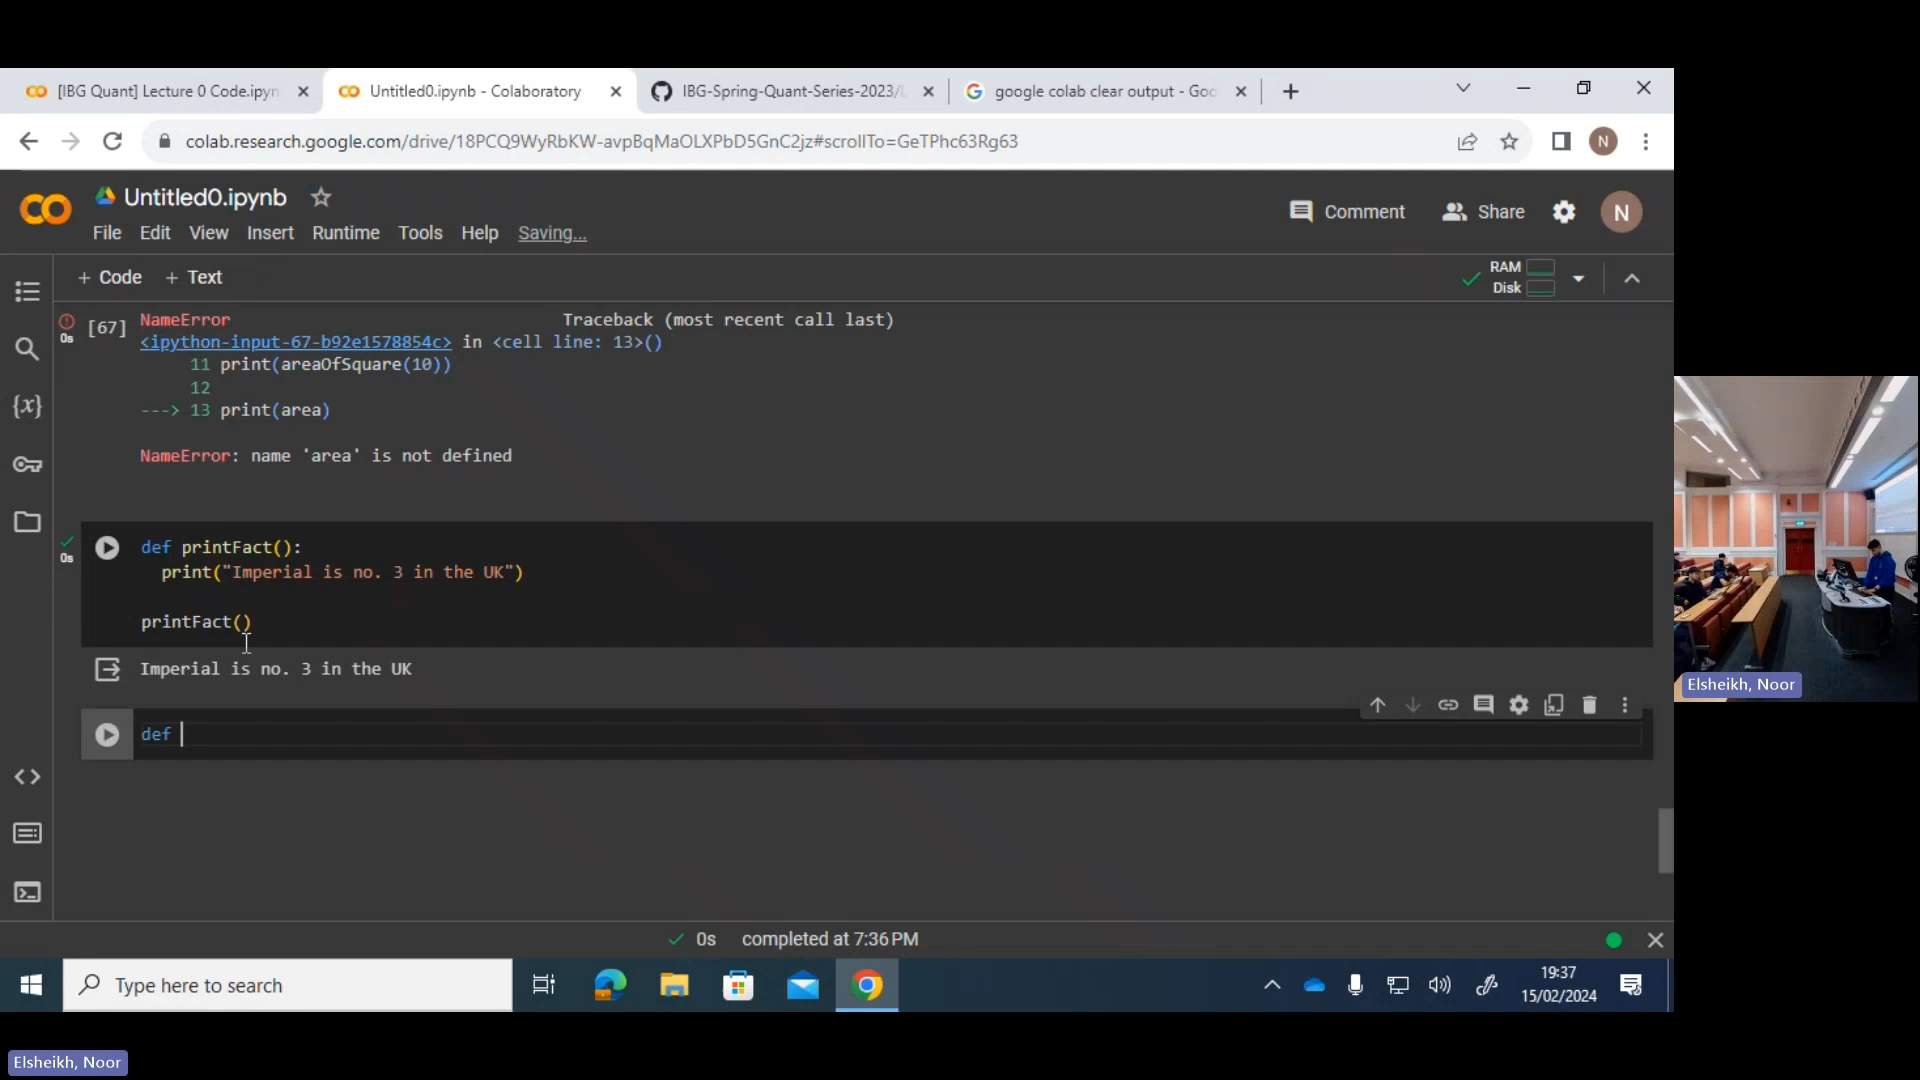 [IBG Quant] Lecture 0 Code.ipyn
Untitled0.ipynb - Colaboratory
IBG-Spring-Quant-Series-2023/L
google colab clear output - Goo
colab.research.google.com/drive/18PCQ9WyRbKW-avpBqMaOLXPbD5GnC2jz#scrollTo=GeTPhc63Rg63
N
Untitled0.ipynb
Comment
Share
N
File Edit View Insert Runtime Tools Help Saving...
+ Code + Text
RAM
Disk
[67] NameError Traceback (most recent call last)
0s
<ipython-input-67-b92e1578854c> in <cell line: 13>()
11 print(areaOfSquare(10))
12
---> 13 print(area)
NameError: name 'area' is not defined
{x}
0s
def printFact():
print("Imperial is no. 3 in the UK")
printFact()
Imperial is no. 3 in the UK
def
0s completed at 7:36 PM
Type here to search
19:37
15/02/2024
Elsheikh, Noor
Elsheikh, Noor